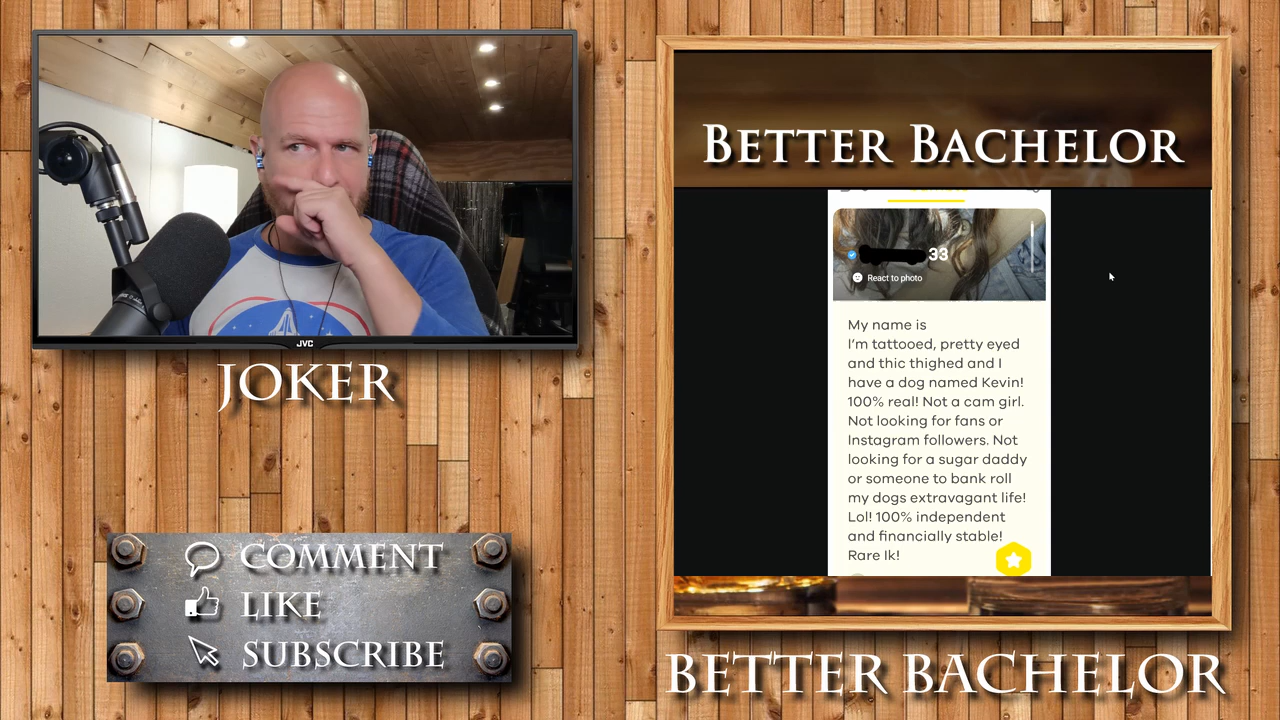 JVC
JOKER
COMMENT
LIKE
SUBSCRIBE
BETTER BACHELOR
33
React to photo
My name is
I'm tattooed, pretty eyed
and thic thighed and I
have a dog named Kevin!
100% real! Not a cam girl.
Not looking for fans or
Instagram followers. Not
looking for a sugar daddy
or someone to bank roll
my dogs extravagant life!
Lol! 100% independent
and financially stable!
Rare Ik!
BETTER BACHELOR